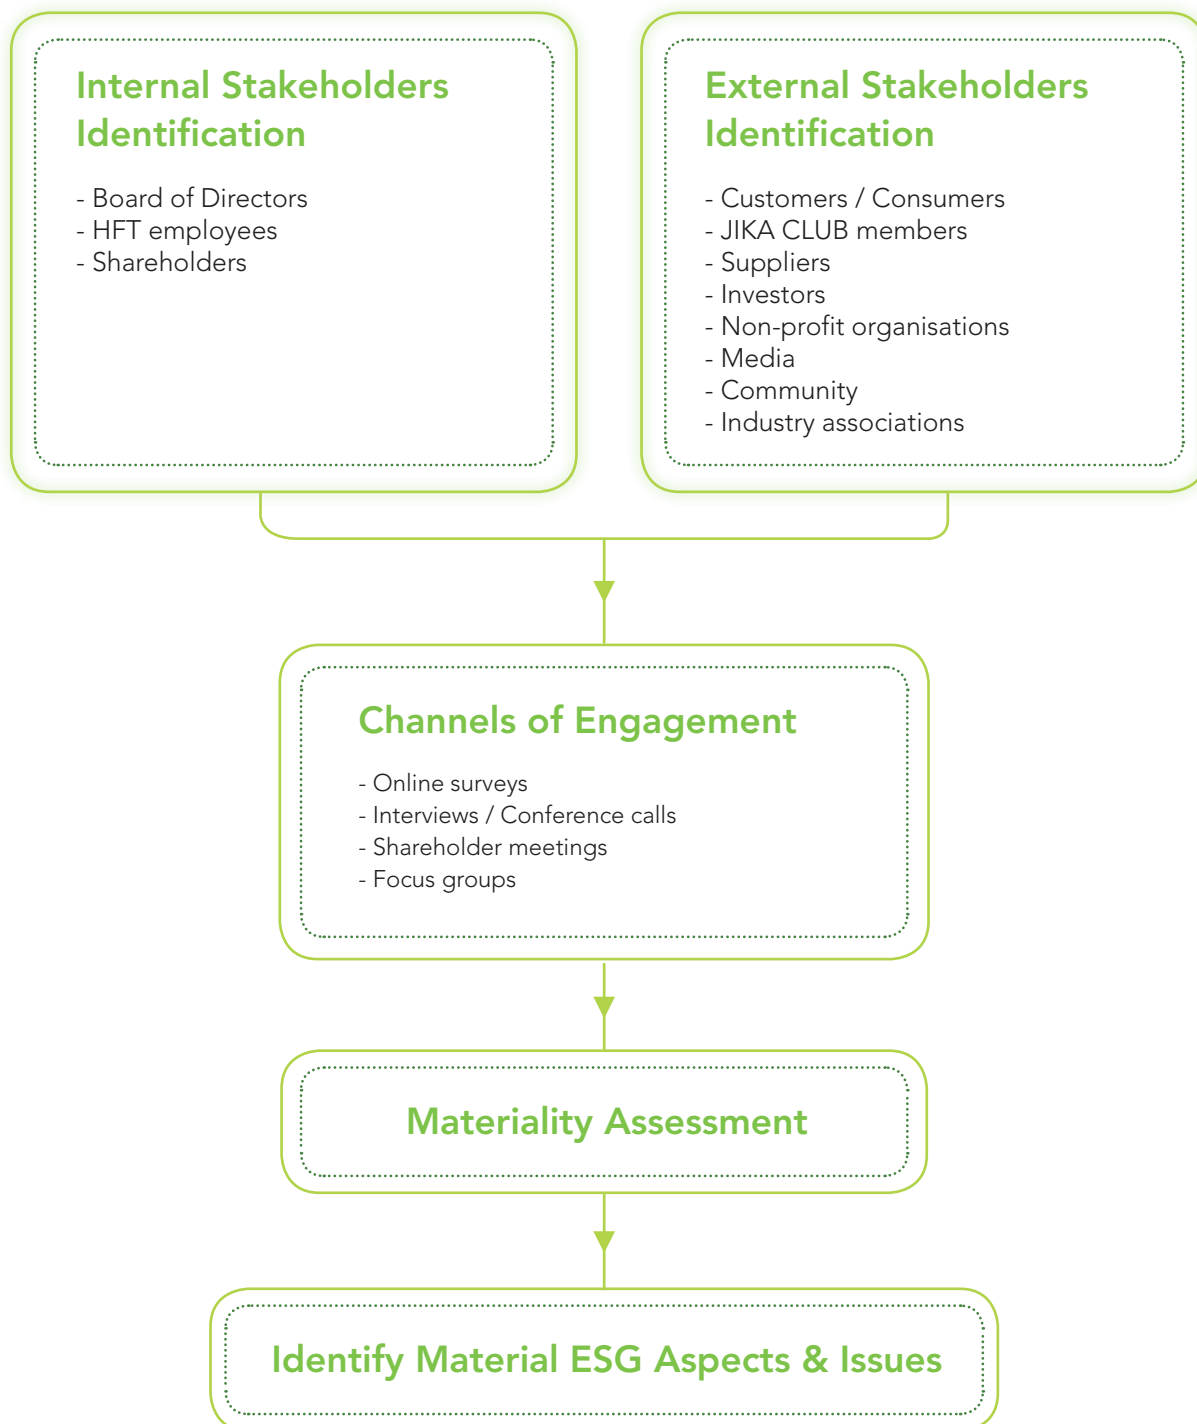 Internal Stakeholders
Identification
- Board of Directors
- HFT employees
- Shareholders
External Stakeholders
Identification
- Customers / Consumers
- JIKA CLUB members
- Suppliers
- Investors
- Non-profit organisations
- Media
- Community
- Industry associations
Channels of Engagement
- Online surveys
- Interviews / Conference calls
- Shareholder meetings
- Focus groups
Materiality Assessment
Identify Material ESG Aspects & Issues